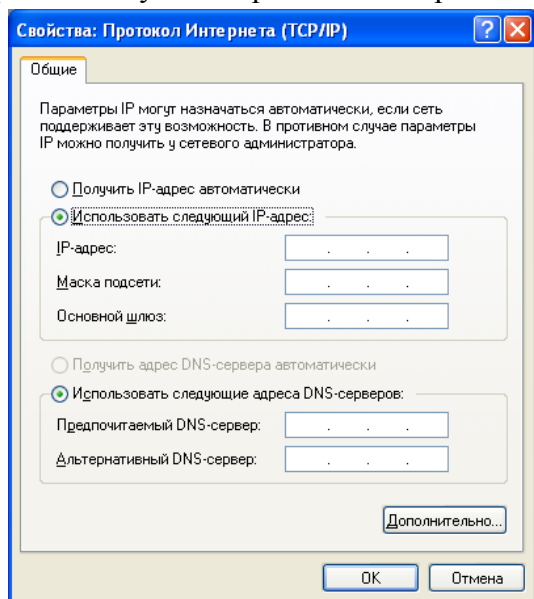 Свойства: Протокол Интернета (TCP/IP)
Общие
Параметры IP могут назначаться автоматически, если сеть
поддерживает эту возможность. В противном случае параметры
IP можно получить у сетевого администратора.
Получить IP-адрес автоматически
Использовать следующий IP-адрес:
IP-адрес:
Маска подсети:
Основной шлюз:
Получить адрес DNS-сервера автоматически
Использовать следующие адреса DNS-серверов:
Предпочитаемый DNS-сервер:
Альтернативный DNS-сервер:
Дополнительно...
ОК Отмена